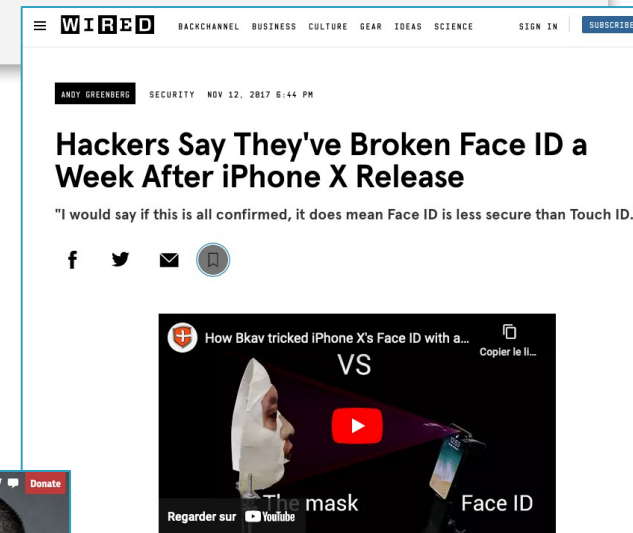 WIRED BACKCHANNEL BUSINESS CULTURE GEAR IDEAS SCIENCE SIGN IN SUBSCRIBE
ANDY GREENBERG SECURITY NOV 12, 2017 6:44 PM
Hackers Say They've Broken Face ID a
Week After iPhone X Release
"I would say if this is all confirmed, it does mean Face ID is less secure than Touch ID.
How Bkav tricked iPhone X's Face ID with a...
Copier le li...
VS
The mask Face ID
Regarder sur YouTube
Donate